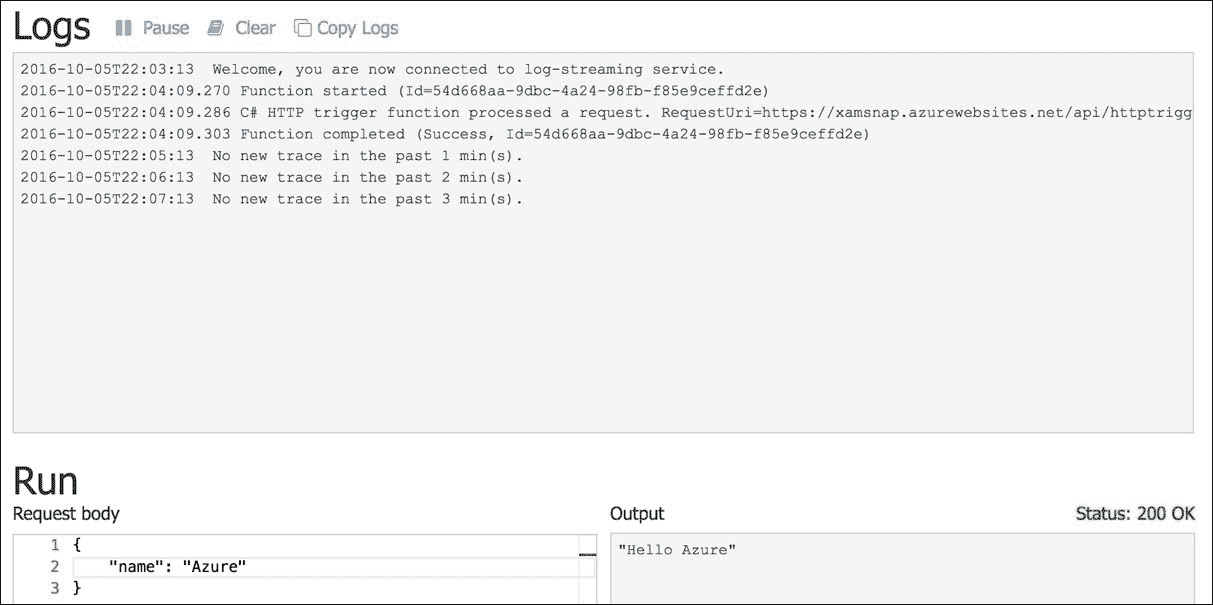 Logs Pause Clear Copy Logs
2016-10-05T22:03:13 Welcome, you are now connected to log-streaming service.
2016-10-05T22:04:09.270 Function started (Id=54d668aa-9dbc-4a24-98fb-f85e9ceffd2e)
2016-10-05T22:04:09.286 C# HTTP trigger function processed a request. RequestUri=https://xamsnap.azurewebsites.net/api/httptrigg
2016-10-05T22:04:09.303 Function completed (Success, Id=54d668aa-9dbc-4a24-98fb-f85e9ceffd2e)
2016-10-05T22:05:13 No new trace in the past 1 min(s).
2016-10-05T22:06:13 No new trace in the past 2 min(s).
2016-10-05T22:07:13 No new trace in the past 3 min(s).
Run
Request body
1 {
2 "name": "Azure"
3 }
Output Status: 200 OK
"Hello Azure"